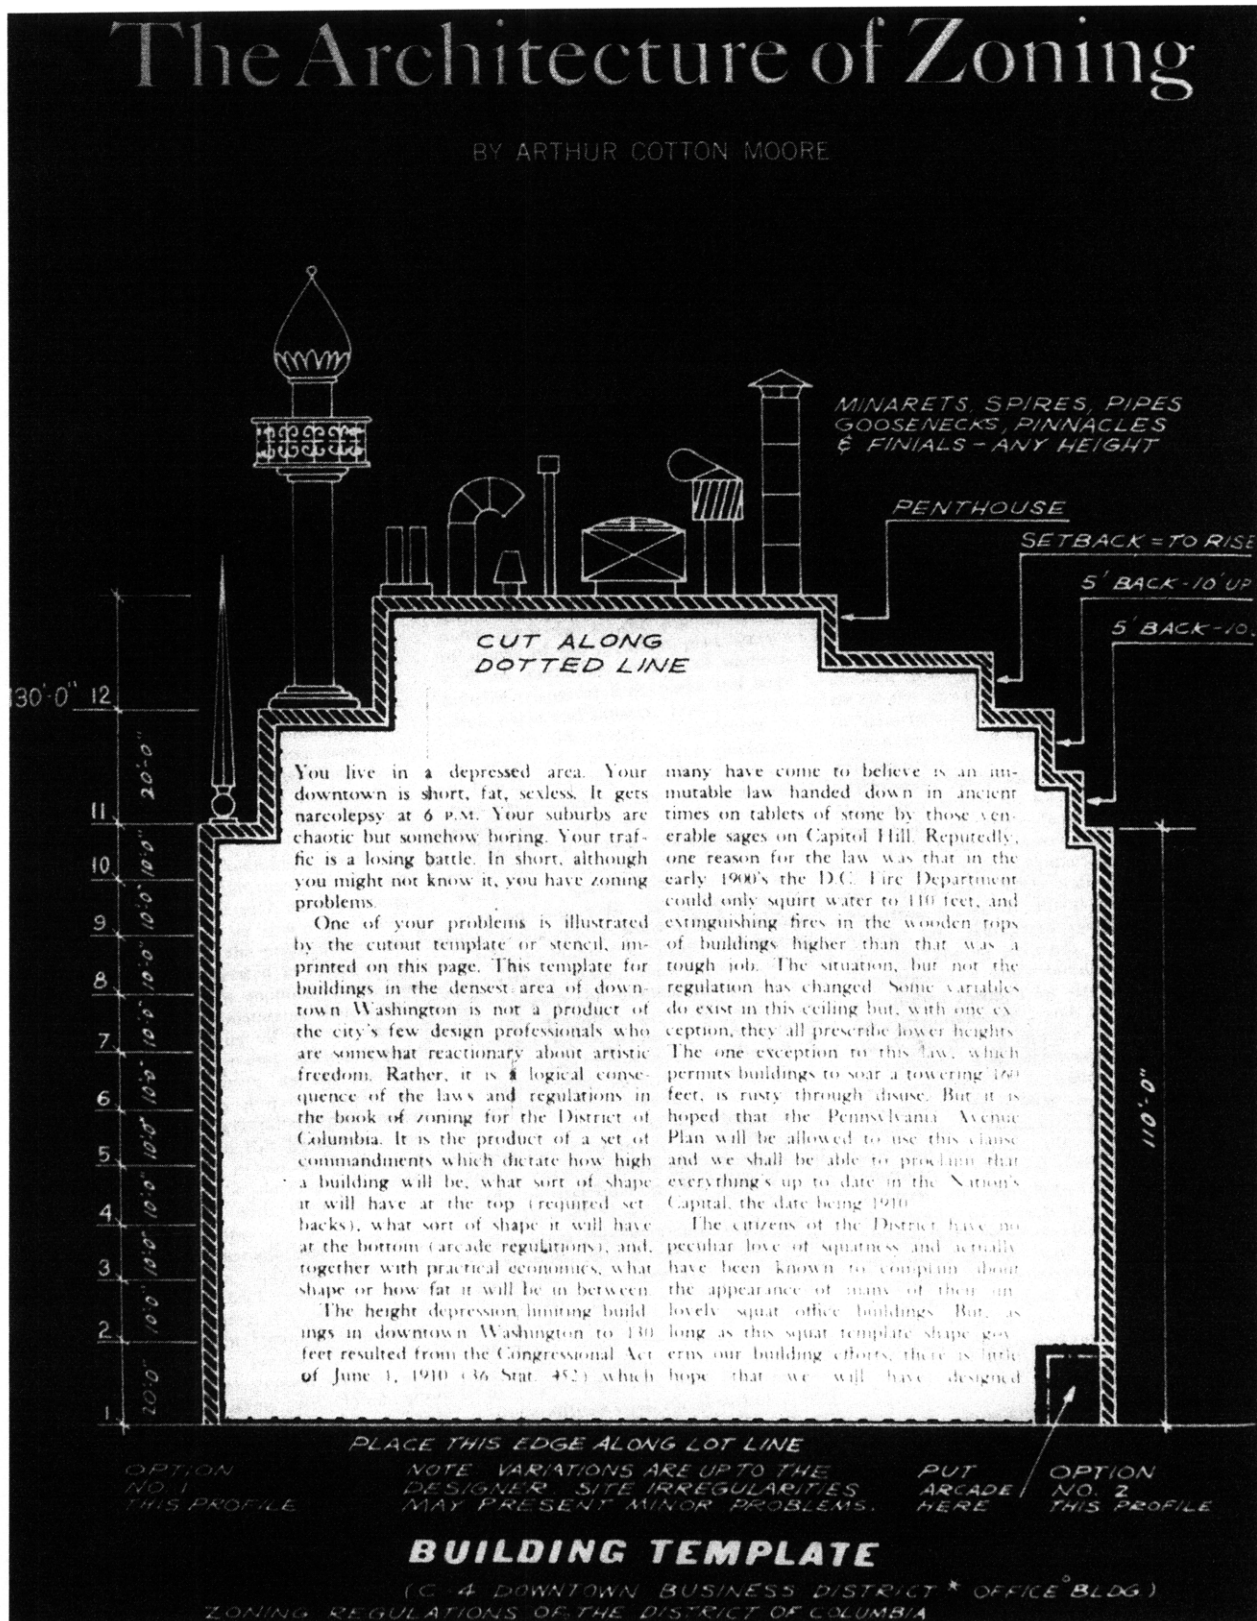 The Architecture of Zoning
BY ARTHUR COTTON MOORE
MINARETS, SPIRES, PIPES
GOOSENECKS, PINNACLES
& FINIALS - ANY HEIGHT
PENTHOUSE
SETBACK = TO RISE
5' BACK - 10' UP
5' BACK - 10
CUT ALONG
DOTTED LINE
130'-0" 12
20'-0"
11
10'-0"
10
10'-0"
9
10'-0"
8
10'-0"
7
10'-0"
6
10'-0"
5
10'-0"
4
10'-0"
3
10'-0"
2
20'-0"
1
110'-0"
You live in a depressed area. Your
downtown is short, fat, sexless. It gets
narcolepsy at 6 P.M. Your suburbs are
chaotic but somehow boring. Your traf-
fic is a losing battle. In short, although
you might not know it, you have zoning
problems.
One of your problems is illustrated
by the cutout template or stencil, im-
printed on this page. This template for
buildings in the densest area of down-
town Washington is not a product of
the city's few design professionals who
are somewhat reactionary about artistic
freedom. Rather, it is a logical conse-
quence of the laws and regulations in
the book of zoning for the District of
Columbia. It is the product of a set of
commandments which dictate how high
a building will be, what sort of shape
it will have at the top (required set
backs), what sort of shape it will have
at the bottom (arcade regulations), and,
together with practical economics, what
shape or how fat it will be in between.
The height depression limiting build
ings in downtown Washington to 130
feet resulted from the Congressional Act
of June 1, 1910 (36 Stat. 452) which
many have come to believe is an im-
mutable law handed down in ancient
times on tablets of stone by those ven-
erable sages on Capitol Hill. Reputedly,
one reason for the law was that in the
early 1900's the D.C. Fire Department
could only squirt water to 110 feet, and
extinguishing fires in the wooden tops
of buildings higher than that was a
tough job. The situation, but not the
regulation has changed. Some variables
do exist in this ceiling but, with one ex-
ception, they all prescribe lower heights.
The one exception to this law, which
permits buildings to soar a towering 160
feet, is rusty through disuse. But it is
hoped that the Pennsylvania Avenue
Plan will be allowed to use this clause
and we shall be able to proclaim that
everything's up to date in the Nation's
Capital, the date being 1910.
The citizens of the District have no
peculiar love of squatness and actually
have been known to complain about
the appearance of many of their un-
lovely squat office buildings. But, as
long as this squat template shape gov-
erns our building efforts, there is little
hope that we will have designed
PLACE THIS EDGE ALONG LOT LINE
OPTION
NO. 1
THIS PROFILE
NOTE. VARIATIONS ARE UP TO THE
DESIGNER. SITE IRREGULARITIES
MAY PRESENT MINOR PROBLEMS.
PUT
ARCADE
HERE
OPTION
NO. 2
THIS PROFILE
BUILDING TEMPLATE
(C-4 DOWNTOWN BUSINESS DISTRICT * OFFICE° BLDG)
ZONING REGULATIONS OF THE DISTRICT OF COLUMBIA